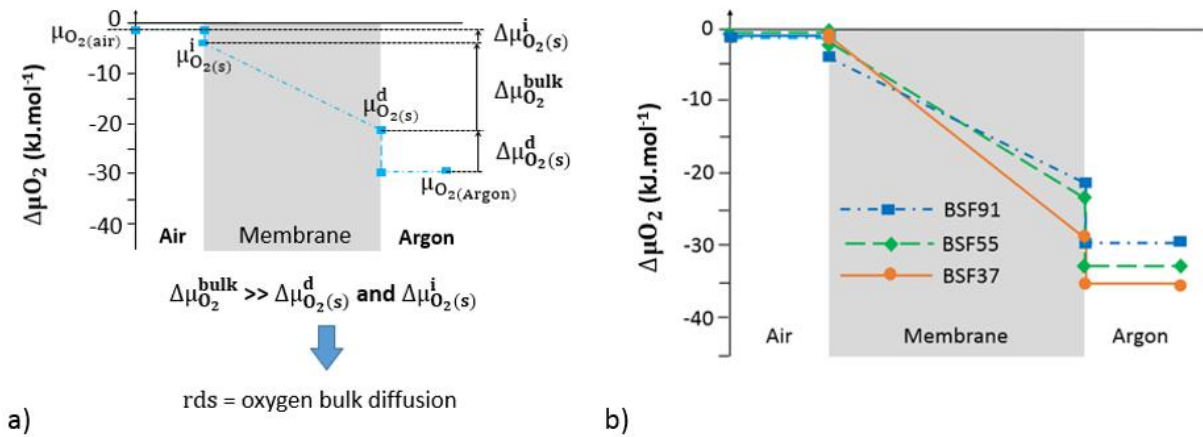 0
-10
-20
-30
-40
ΔμO₂ (kJ.mol⁻¹)
μO₂(air)
μⁱO₂(s)
μᵈO₂(s)
μO₂(Argon)
ΔμⁱO₂(s)
ΔμᵇᵘˡᵏO₂
ΔμᵈO₂(s)
Air
Membrane
Argon
ΔμᵇᵘˡᵏO₂ >> ΔμᵈO₂(s) and ΔμⁱO₂(s)
rds = oxygen bulk diffusion
a)
0
-10
-20
-30
-40
ΔμO₂ (kJ.mol⁻¹)
BSF91
BSF55
BSF37
Air
Membrane
Argon
b)